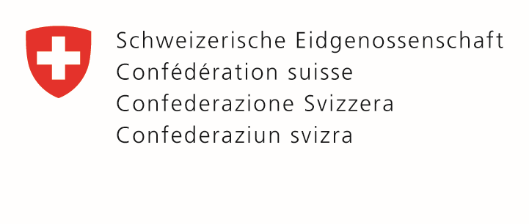 Schweizerische Eidgenossenschaft
Confédération suisse
Confederazione Svizzera
Confederaziun svizra